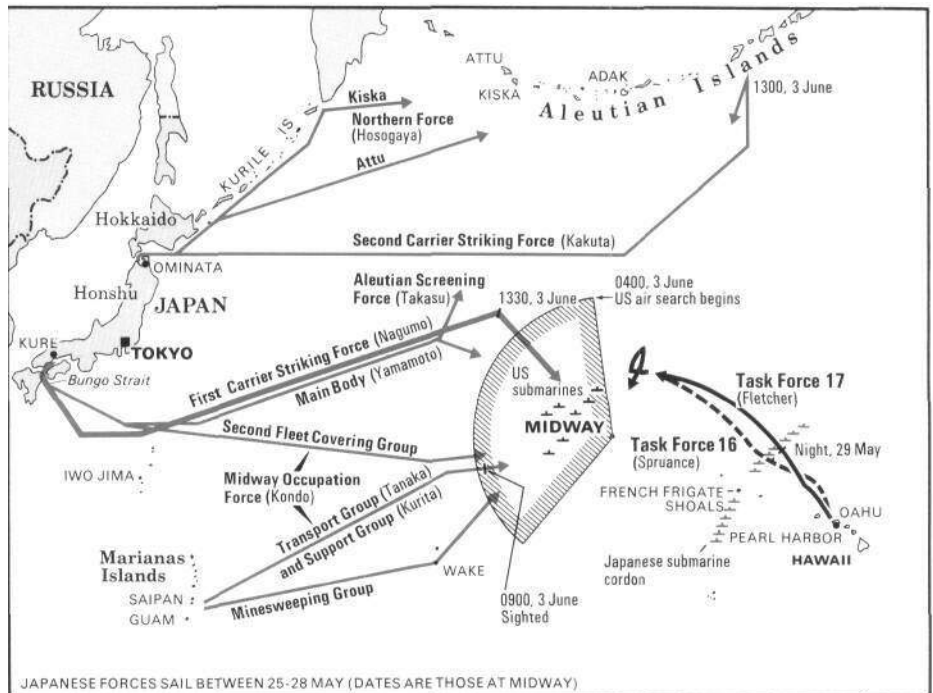 RUSSIA
ATTU
KISKA
ADAK
Aleutian Islands
1300, 3 June
Kiska
Northern Force
(Hosogaya)
Attu
KURILE IS
Hokkaido
Second Carrier Striking Force (Kakuta)
OMINATA
Honshu
JAPAN
Aleutian Screening
Force (Takasu)
1330, 3 June
0400, 3 June
US air search begins
KURE
TOKYO
Bungo Strait
First Carrier Striking Force (Nagumo)
Main Body (Yamamoto)
US
submarines
MIDWAY
Task Force 17
(Fletcher)
Task Force 16
(Spruance)
Night, 29 May
Second Fleet Covering Group
IWO JIMA
Midway Occupation
Force (Kondo)
Transport Group (Tanaka)
and Support Group (Kurita)
FRENCH FRIGATE
SHOALS
OAHU
PEARL HARBOR
HAWAII
Japanese submarine
cordon
Marianas
Islands
SAIPAN
GUAM
WAKE
Minesweeping Group
0900, 3 June
Sighted
JAPANESE FORCES SAIL BETWEEN 25-28 MAY (DATES ARE THOSE AT MIDWAY)